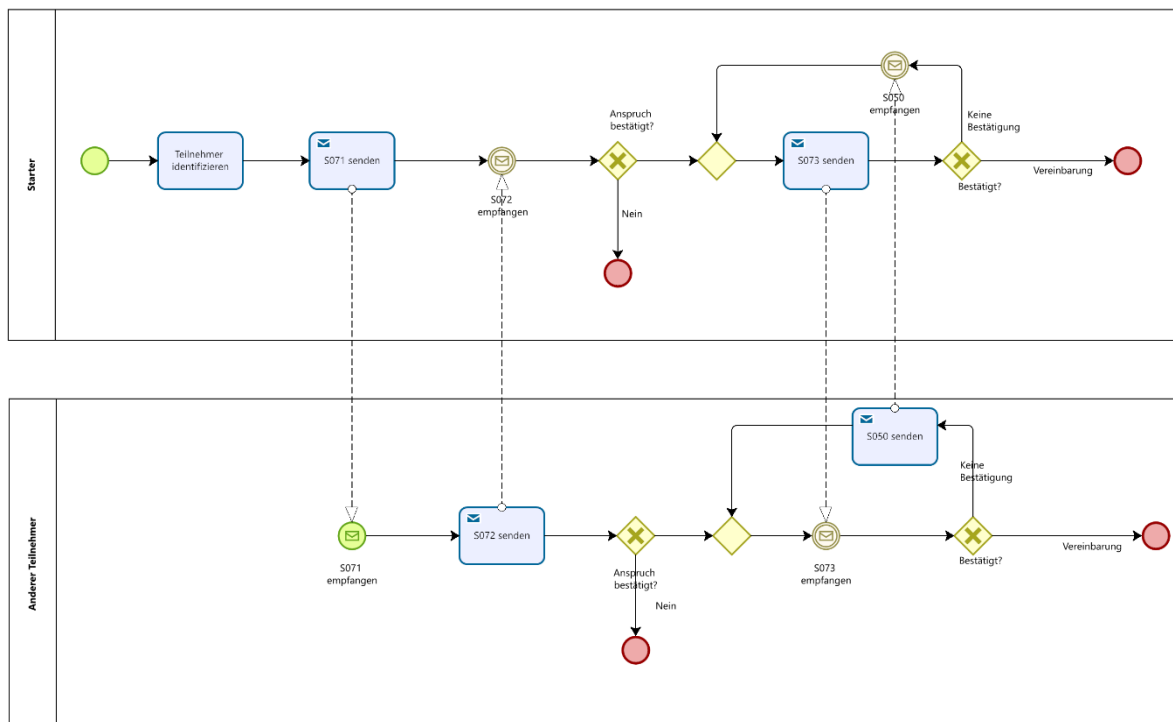 Starter
Teilnehmer
identifizieren
S071 senden
S072
empfangen
Anspruch
bestätigt?
Nein
S073 senden
S050
empfangen
Keine
Bestätigung
Bestätigt?
Vereinbarung
Anderer Teilnehmer
S071
empfangen
S072 senden
Anspruch
bestätigt?
Nein
S073
empfangen
S050 senden
Keine
Bestätigung
Bestätigt?
Vereinbarung